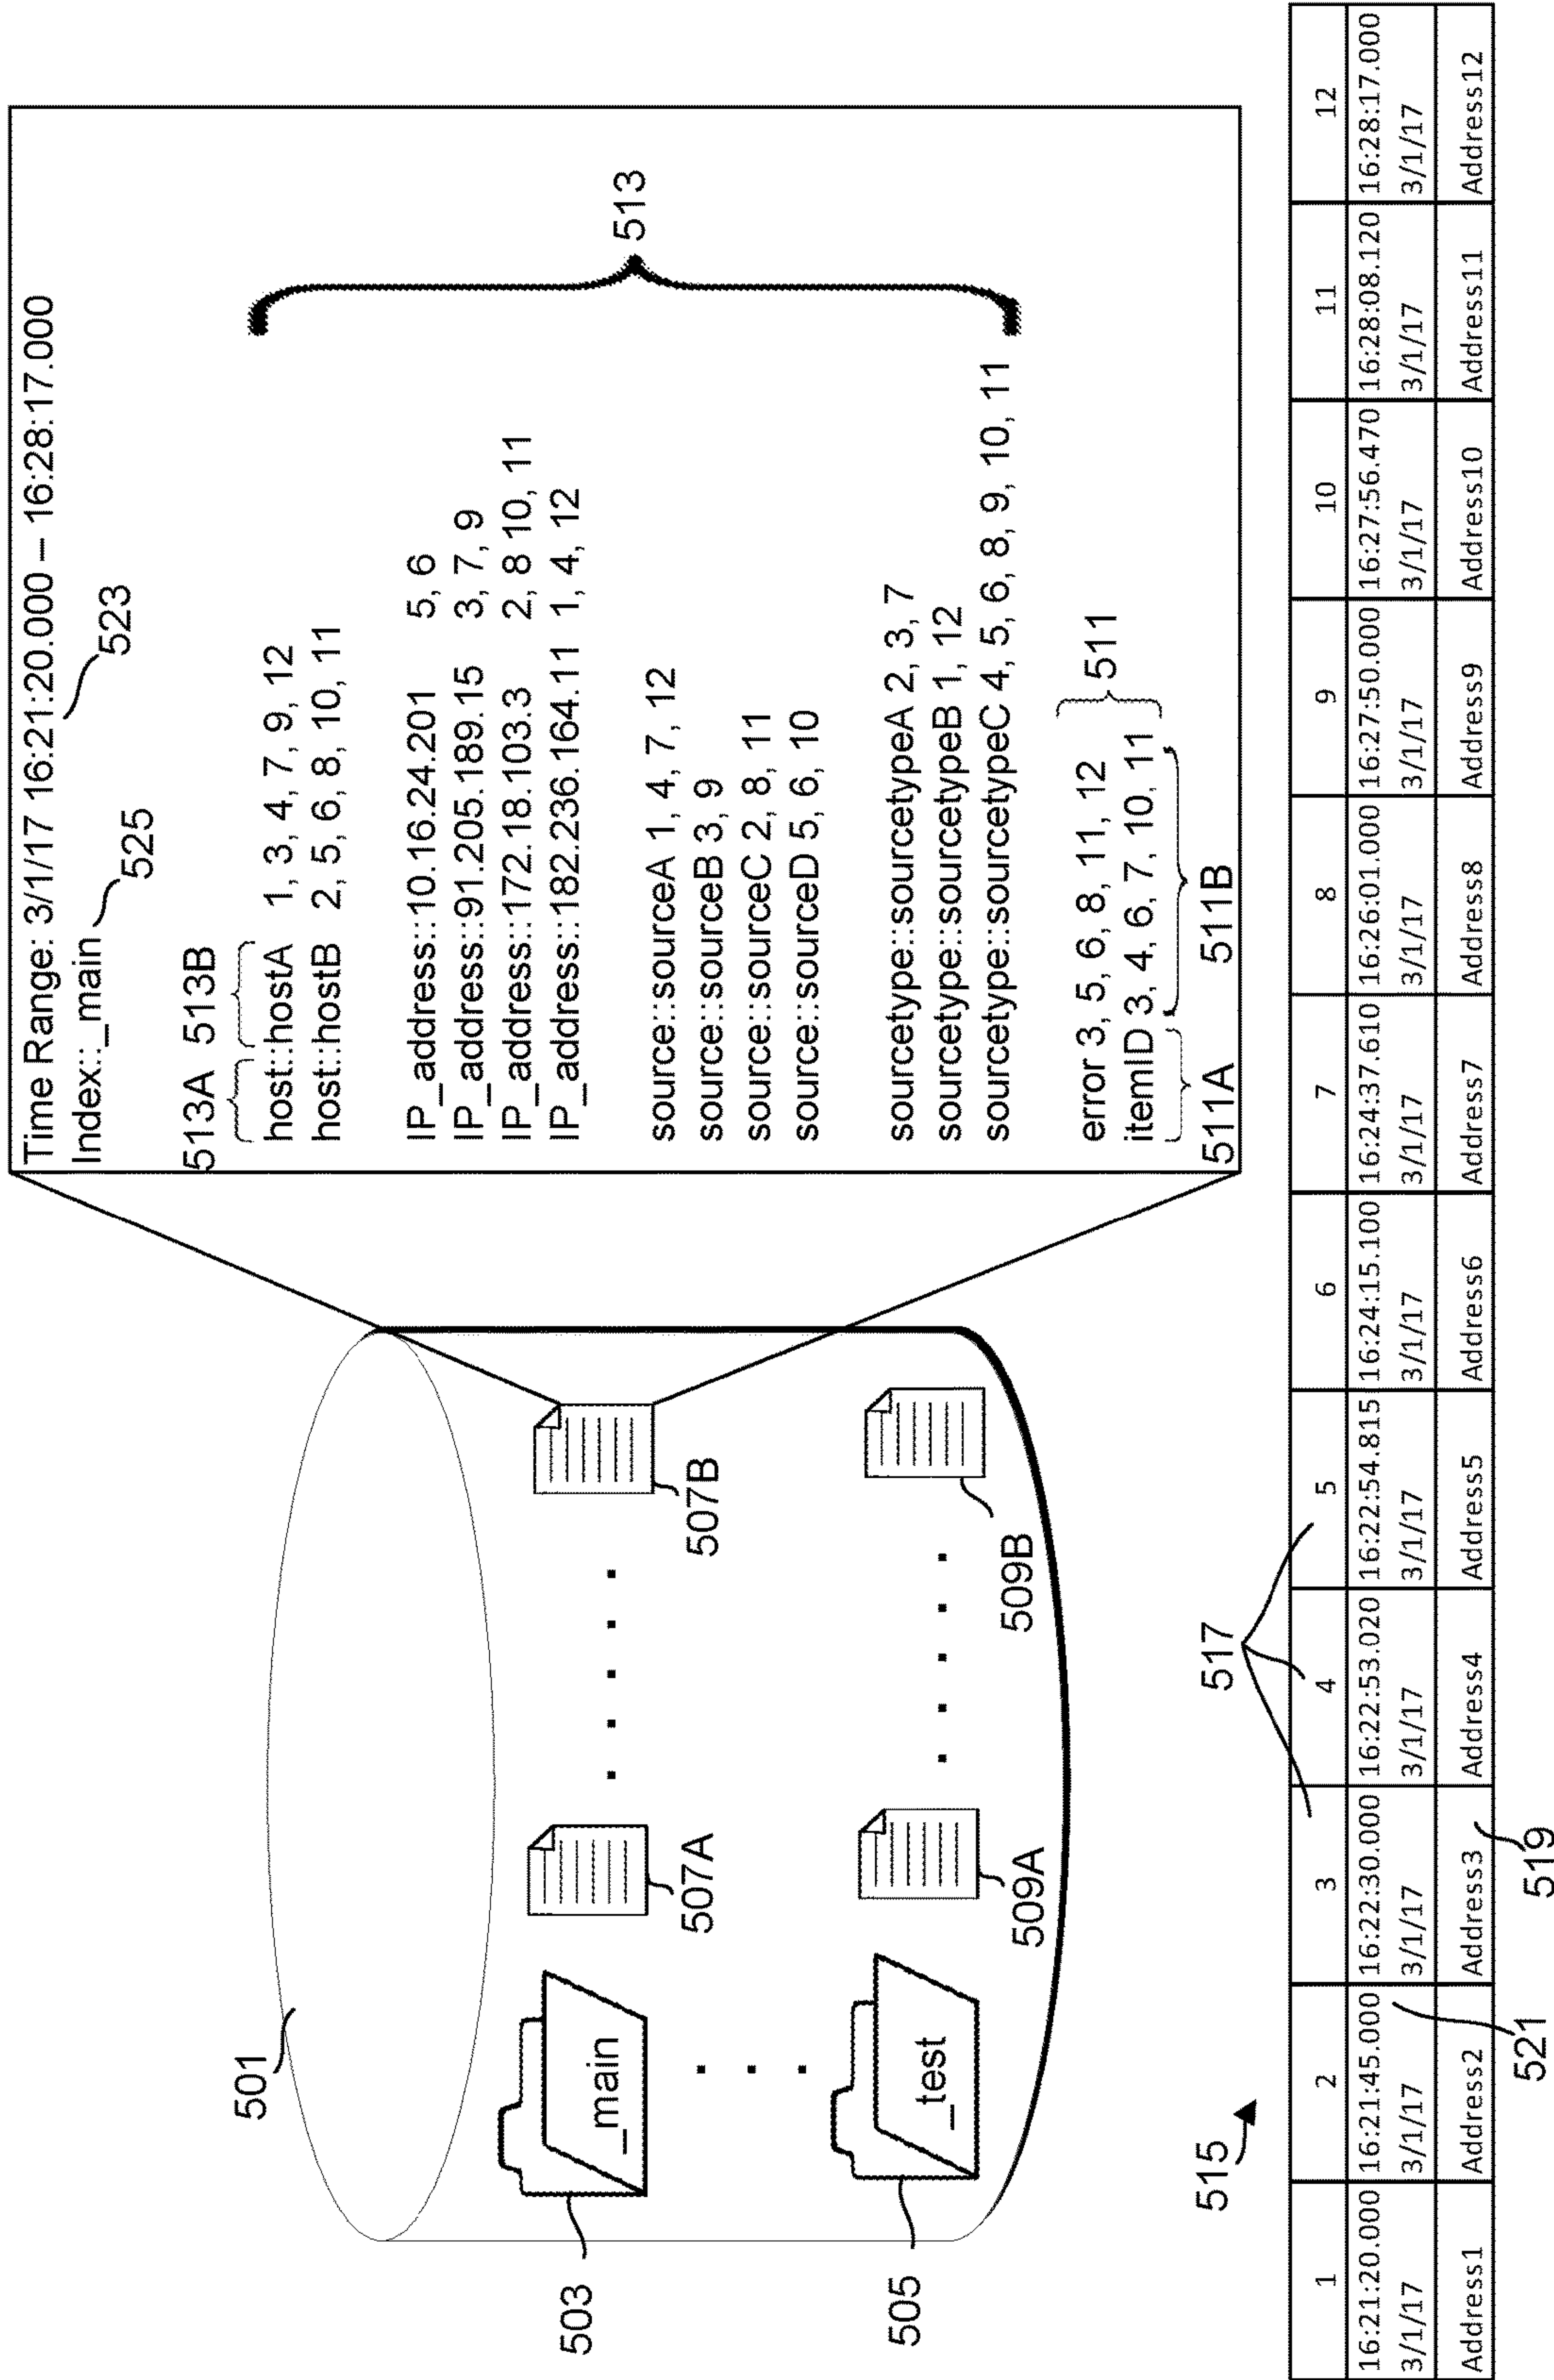 501
503
_main
507A
507B
505
_test
509A
509B
Time Range: 3/1/17 16:21:20.000 – 16:28:17.000
523
Index::_main
525
513A 513B
host::hostA 1, 3, 4, 7, 9, 12
host::hostB 2, 5, 6, 8, 10, 11
IP_address::10.16.24.201 5, 6
IP_address::91.205.189.15 3, 7, 9
IP_address::172.18.103.3 2, 8 10, 11
IP_address::182.236.164.11 1, 4, 12
source::sourceA 1, 4, 7, 12
source::sourceB 3, 9
source::sourceC 2, 8, 11
source::sourceD 5, 6, 10
sourcetype::sourcetypeA 2, 3, 7
sourcetype::sourcetypeB 1, 12
sourcetype::sourcetypeC 4, 5, 6, 8, 9, 10, 11
513
error 3, 5, 6, 8, 11, 12
itemID 3, 4, 6, 7, 10, 11
511
511A 511B
515
517
1 2 3 4 5 6 7 8 9 10 11 12
16:21:20.000 16:21:45.000 16:22:30.000 16:22:53.020 16:22:54.815 16:24:15.100 16:24:37.610 16:26:01.000 16:27:50.000 16:27:56.470 16:28:08.120 16:28:17.000
3/1/17 3/1/17 3/1/17 3/1/17 3/1/17 3/1/17 3/1/17 3/1/17 3/1/17 3/1/17 3/1/17 3/1/17
Address1 Address2 Address3 Address4 Address5 Address6 Address7 Address8 Address9 Address10 Address11 Address12
521
519